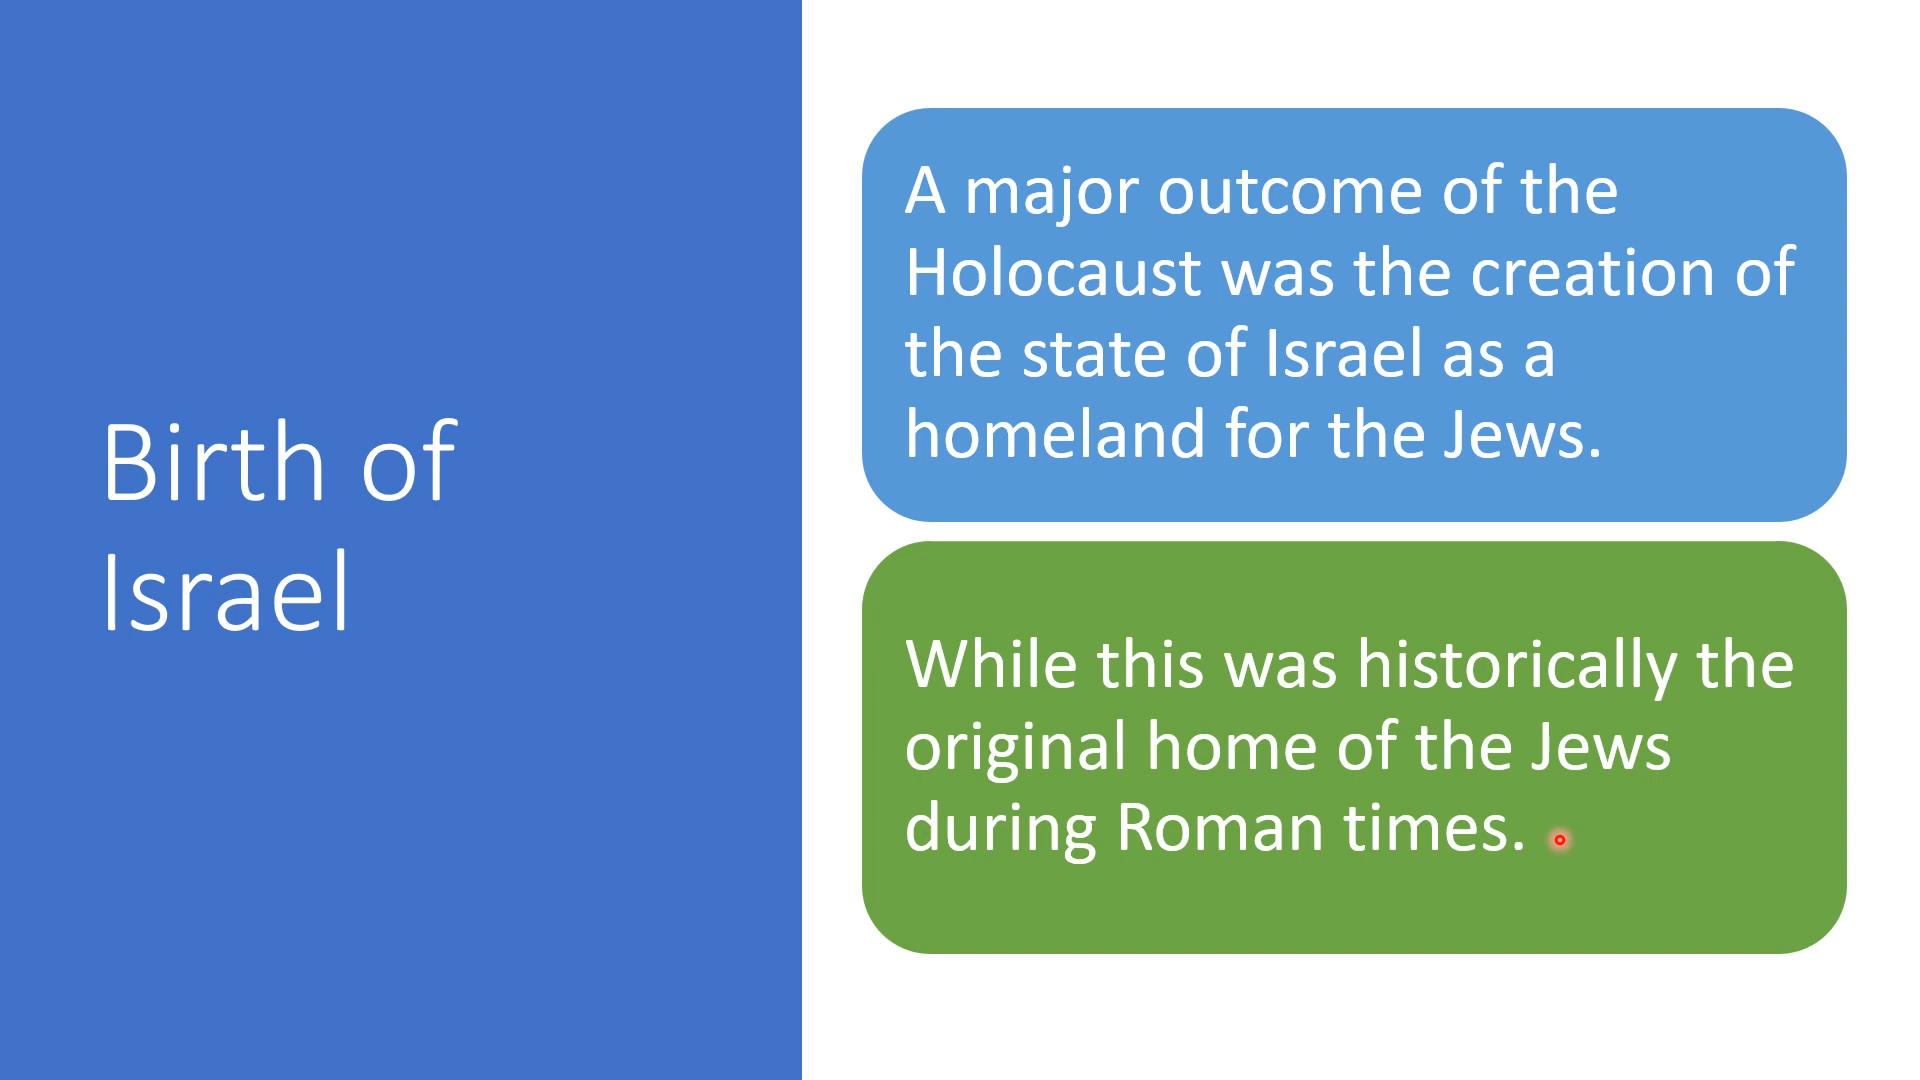 Birth of
Israel
A major outcome of the
Holocaust was the creation of
the state of Israel as a
homeland for the Jews.
While this was historically the
original home of the Jews
during Roman times.